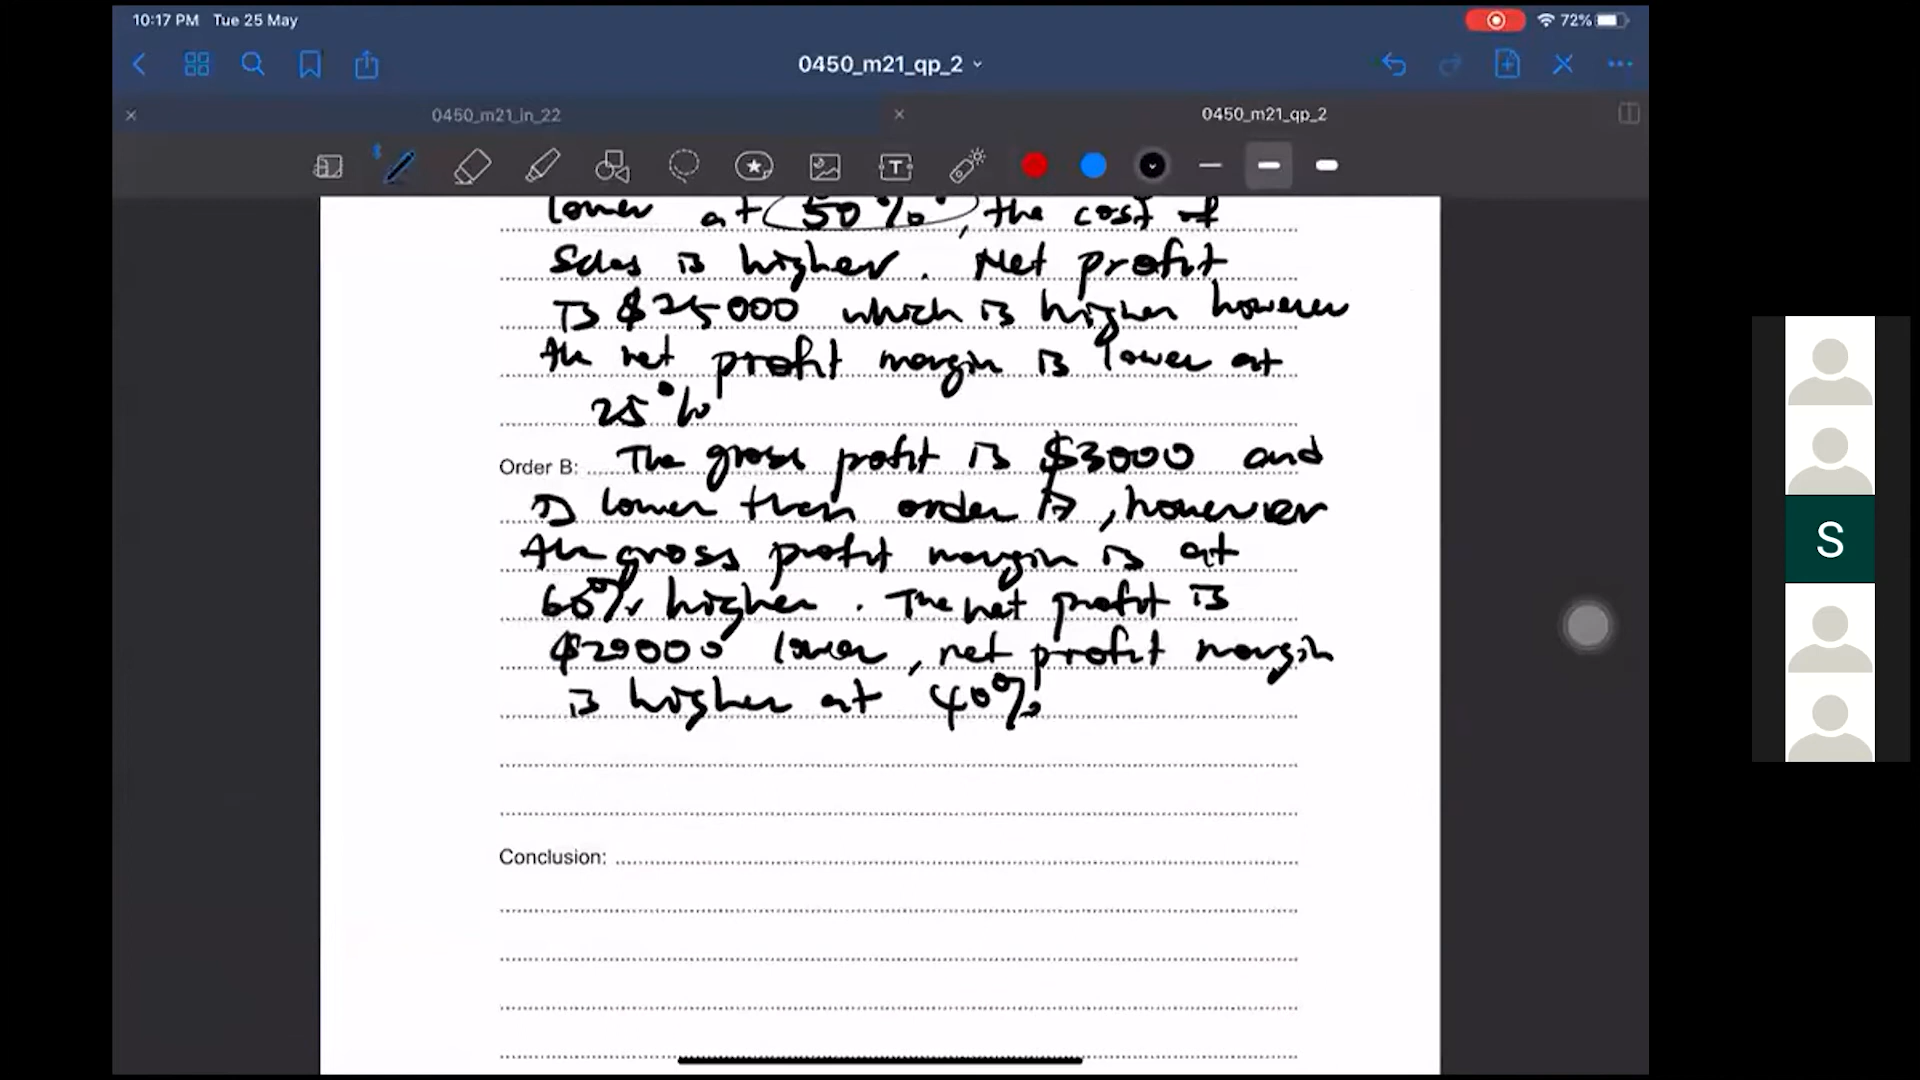 10:17 PM Tue 25 May
72%
0450_m21_qp_2
0450_m21_in_22
0450_m21_qp_2
T
lower at 50%, the cost of
Sales is higher. Net profit
is $25000 which is higher however
the net profit margin is lower at
25%
Order B: The gross profit is $3000 and
is lower than order A, however
the gross profit margin is at
60% higher. The net profit is
$20000 lower, net profit margin
is higher at 40%
Conclusion:
S